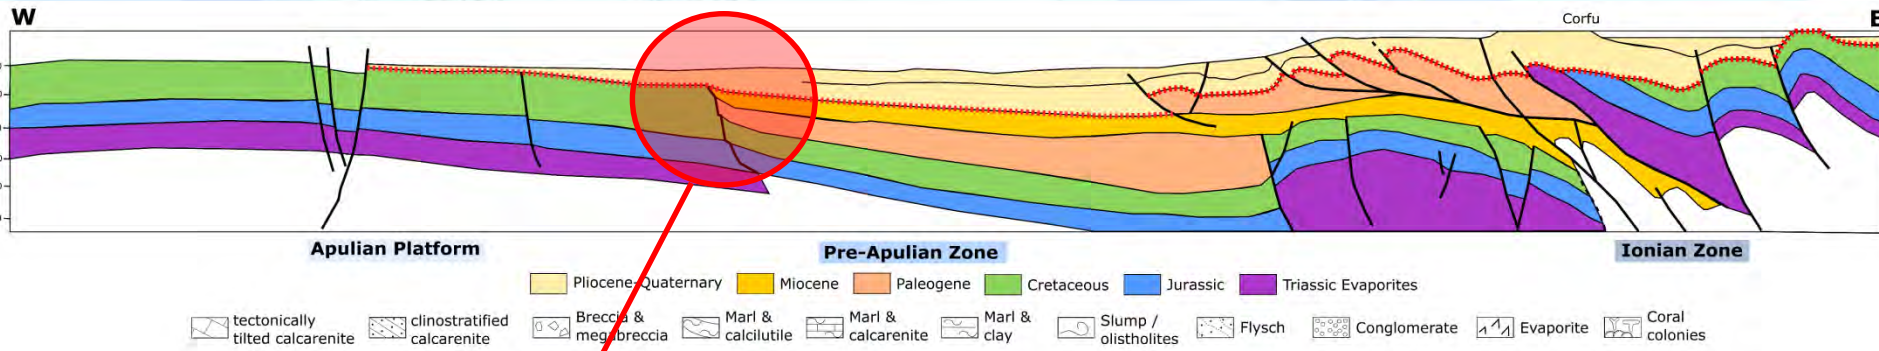 W
Corfu
E
Apulian Platform
Pre-Apulian Zone
Ionian Zone
Pliocene-Quaternary
Miocene
Paleogene
Cretaceous
Jurassic
Triassic Evaporites
tectonically
tilted calcarenite
clinostratified
calcarenite
Breccia &
megabreccia
Marl &
calcilutile
Marl &
calcarenite
Marl &
clay
Slump /
olistholites
Flysch
Conglomerate
Evaporite
Coral
colonies